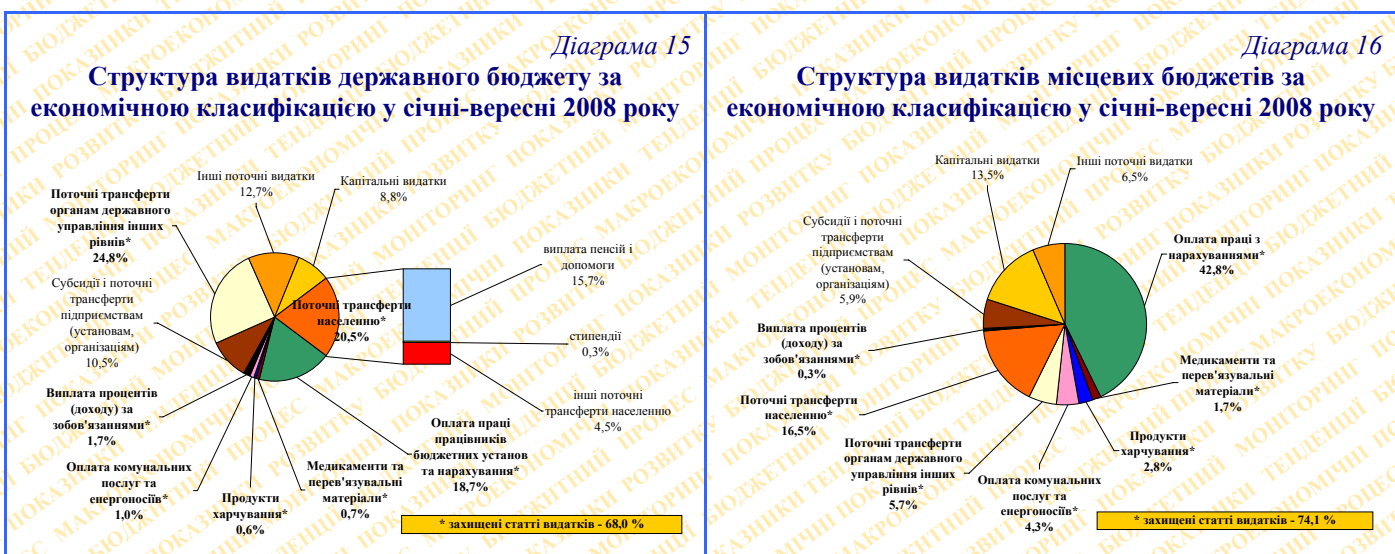 Діаграма 15
Структура видатків державного бюджету за
економічною класифікацією у січні-вересні 2008 року
Інші поточні видатки
12,7%
Капітальні видатки
8,8%
Поточні трансферти
органам державного
управління інших
рівнів*
24,8%
виплата пенсій і
допомоги
15,7%
Субсидії і поточні
трансферти
підприємствам
(установам,
організаціям)
10,5%
Поточні трансферти
населенню*
20,5%
стипендії
0,3%
інші поточні
трансферти населенню
4,5%
Виплата процентів
(доходу) за
зобов'язаннями*
1,7%
Оплата праці
працівників
бюджетних установ
та нарахування*
18,7%
Оплата комунальних
послуг та
енергоносіїв*
1,0%
Продукти
харчування*
0,6%
Медикаменти та
перев'язувальні
матеріали*
0,7%
* захищені статті видатків - 68,0 %
Діаграма 16
Структура видатків місцевих бюджетів за
економічною класифікацією у січні-вересні 2008 року
Капітальні видатки
13,5%
Інші поточні видатки
6,5%
Субсидії і поточні
трансферти
підприємствам
(установам,
організаціям)
5,9%
Оплата праці з
нарахуваннями*
42,8%
Виплата процентів
(доходу) за
зобов'язаннями*
0,3%
Медикаменти та
перев'язувальні
матеріали*
1,7%
Поточні трансферти
населенню*
16,5%
Продукти
харчування*
2,8%
Поточні трансферти
органам державного
управління інших
рівнів*
5,7%
Оплата комунальних
послуг та
енергоносіїв*
4,3%
* захищені статті видатків - 74,1 %